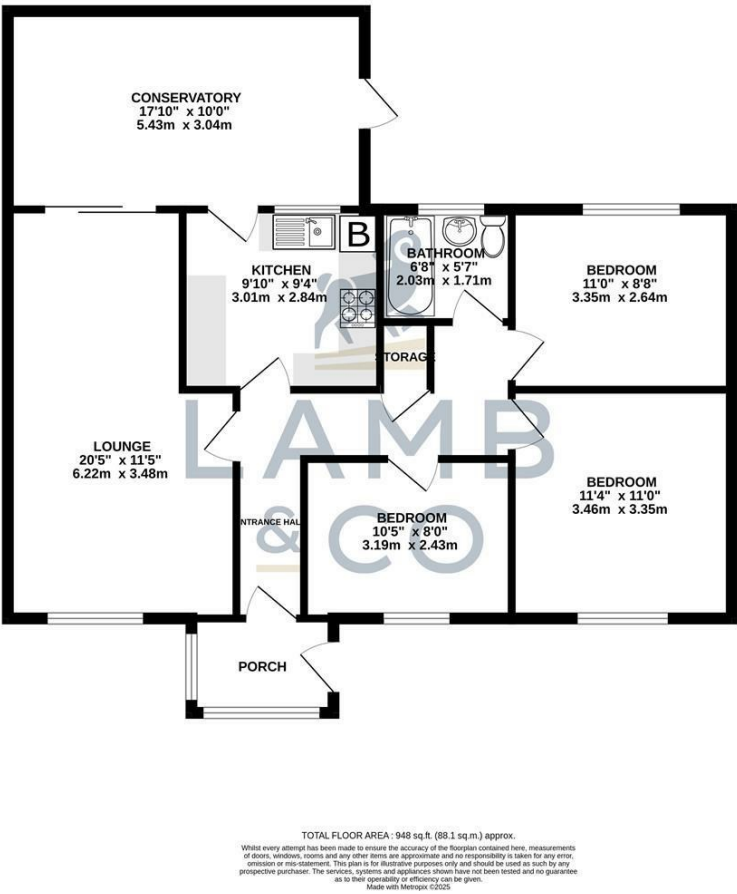 CONSERVATORY
17'10" x 10'0"
5.43m x 3.04m
B
KITCHEN
9'10" x 9'4"
3.01m x 2.84m
BATHROOM
6'8" x 5'7"
2.03m x 1.71m
BEDROOM
11'0" x 8'8"
3.35m x 2.64m
STORAGE
LAMB
& CO
LOUNGE
20'5" x 11'5"
6.22m x 3.48m
BEDROOM
11'4" x 11'0"
3.46m x 3.35m
ENTRANCE HALL
BEDROOM
10'5" x 8'0"
3.19m x 2.43m
PORCH
TOTAL FLOOR AREA : 948 sq.ft. (88.1 sq.m.) approx.
Whilst every attempt has been made to ensure the accuracy of the floorplan contained here, measurements
of doors, windows, rooms and any other items are approximate and no responsibility is taken for any error,
omission or mis-statement. This plan is for illustrative purposes only and should be used as such by any
prospective purchaser. The services, systems and appliances shown have not been tested and no guarantee
as to their operability or efficiency can be given.
Made with Metropix ©2025